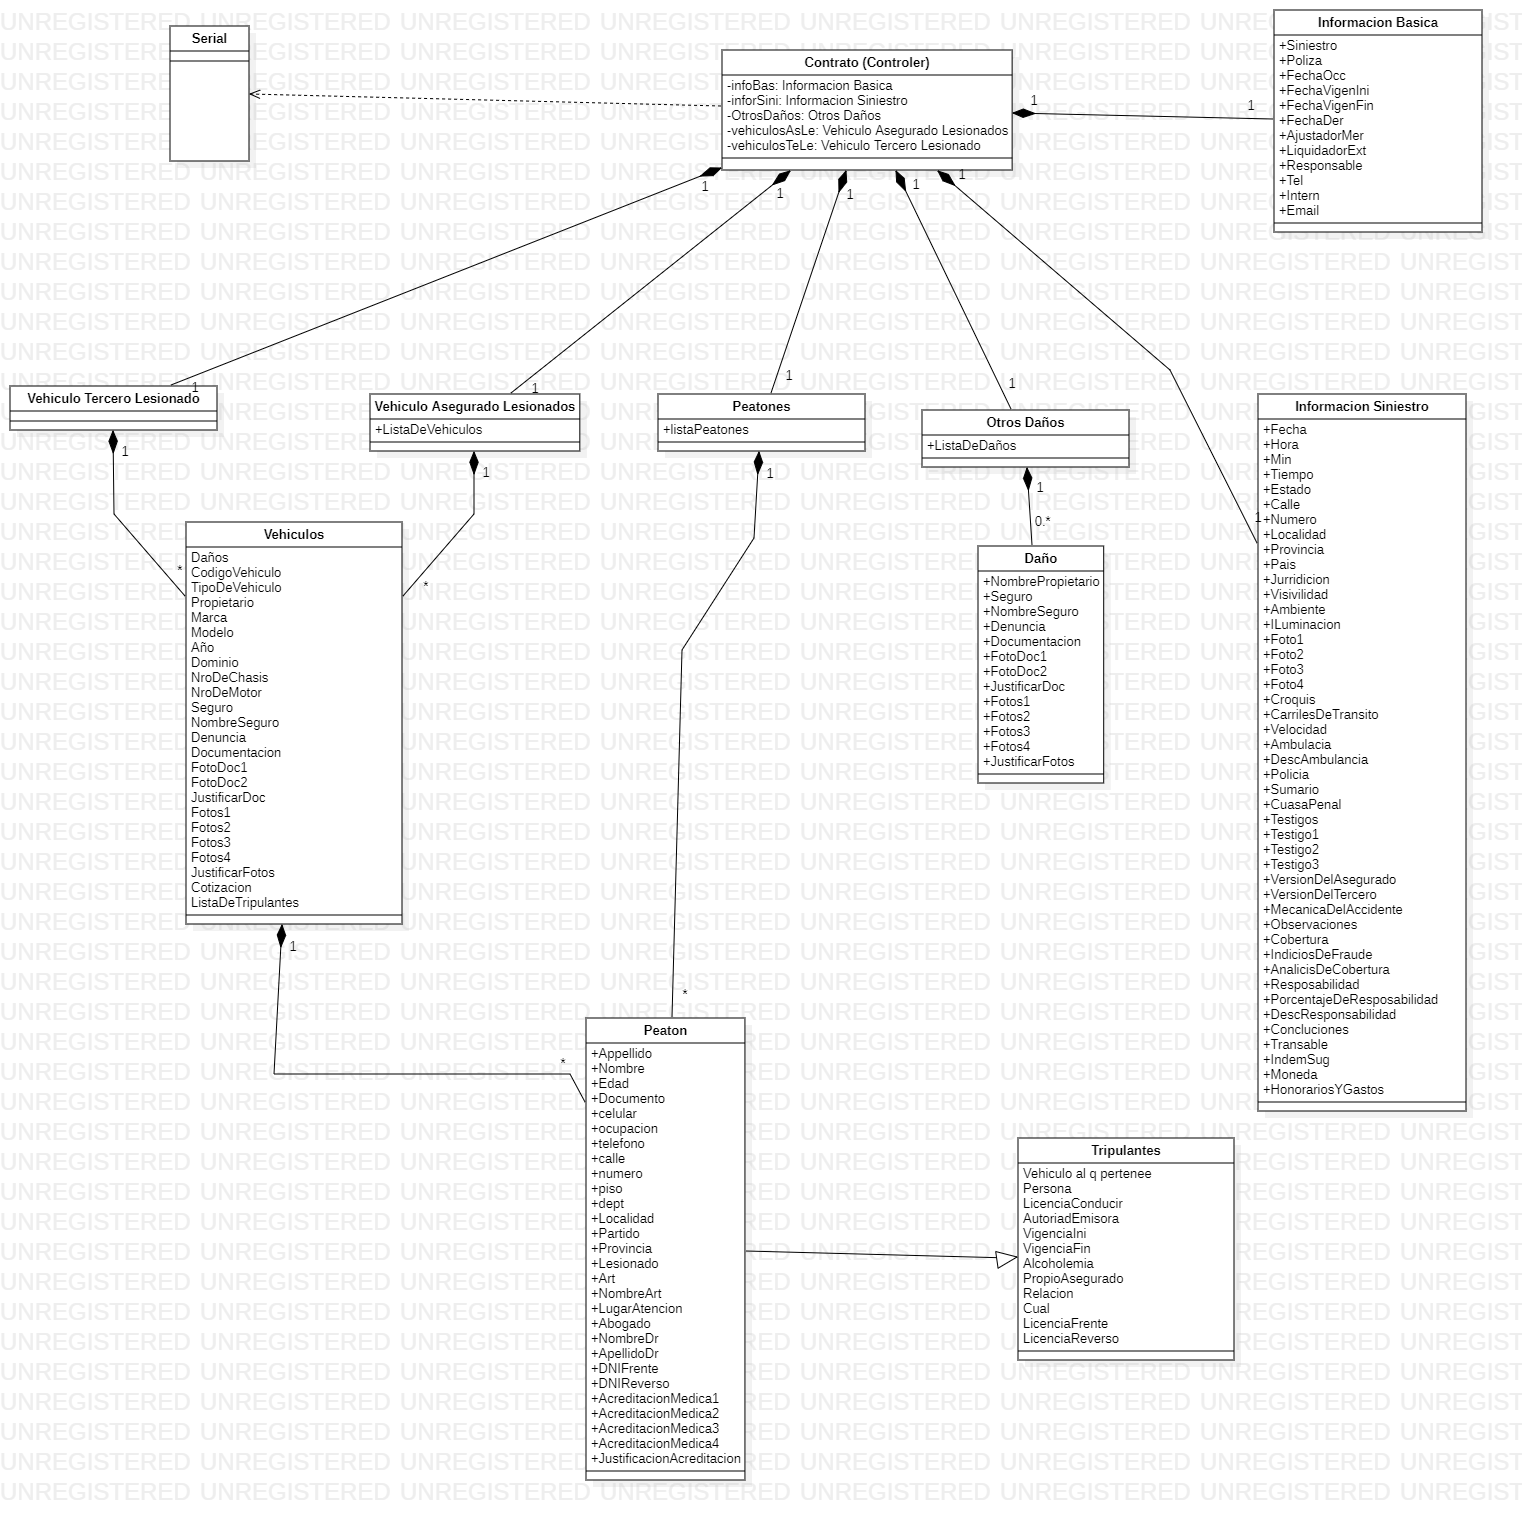 Serial
Contrato (Controler)
-infoBas: Informacion Basica
-inforSini: Informacion Siniestro
-OtrosDaños: Otros Daños
-vehiculosAsLe: Vehiculo Asegurado Lesionados
-vehiculosTeLe: Vehiculo Tercero Lesionado
1
1
Informacion Basica
+Siniestro
+Poliza
+FechaOcc
+FechaVigenIni
+FechaVigenFin
+FechaDer
+AjustadorMer
+LiquidadorExt
+Responsable
+Tel
+Intern
+Email
1
1
1
1
1
1
1
1
1
1
Vehiculo Tercero Lesionado
1
*
Vehiculo Asegurado Lesionados
+ListaDeVehiculos
1
*
Peatones
+listaPeatones
1
*
Otros Daños
+ListaDeDaños
1
0.*
Informacion Siniestro
+Fecha
+Hora
+Min
+Tiempo
+Estado
+Calle
+Numero
+Localidad
+Provincia
+Pais
+Jurridicion
+Visivilidad
+Ambiente
+ILuminacion
+Foto1
+Foto2
+Foto3
+Foto4
+Croquis
+CarrilesDeTransito
+Velocidad
+Ambulacia
+DescAmbulancia
+Policia
+Sumario
+CuasaPenal
+Testigos
+Testigo1
+Testigo2
+Testigo3
+VersionDelAsegurado
+VersionDelTercero
+MecanicaDelAccidente
+Observaciones
+Cobertura
+IndiciosDeFraude
+AnalicisDeCobertura
+Resposabilidad
+PorcentajeDeResposabilidad
+DescResponsabilidad
+Concluciones
+Transable
+IndemSug
+Moneda
+HonorariosYGastos
Vehiculos
Daños
CodigoVehiculo
TipoDeVehiculo
Propietario
Marca
Modelo
Año
Dominio
NroDeChasis
NroDeMotor
Seguro
NombreSeguro
Denuncia
Documentacion
FotoDoc1
FotoDoc2
JustificarDoc
Fotos1
Fotos2
Fotos3
Fotos4
JustificarFotos
Cotizacion
ListaDeTripulantes
1
*
Daño
+NombrePropietario
+Seguro
+NombreSeguro
+Denuncia
+Documentacion
+FotoDoc1
+FotoDoc2
+JustificarDoc
+Fotos1
+Fotos2
+Fotos3
+Fotos4
+JustificarFotos
Peaton
+Appellido
+Nombre
+Edad
+Documento
+celular
+ocupacion
+telefono
+calle
+numero
+piso
+dept
+Localidad
+Partido
+Provincia
+Lesionado
+Art
+NombreArt
+LugarAtencion
+Abogado
+NombreDr
+ApellidoDr
+DNIFrente
+DNIReverso
+AcreditacionMedica1
+AcreditacionMedica2
+AcreditacionMedica3
+AcreditacionMedica4
+JustificacionAcreditacion
Tripulantes
Vehiculo al q pertenee
Persona
LicenciaConducir
AutoriadEmisora
VigenciaIni
VigenciaFin
Alcoholemia
PropioAsegurado
Relacion
Cual
LicenciaFrente
LicenciaReverso
UNREGISTERED